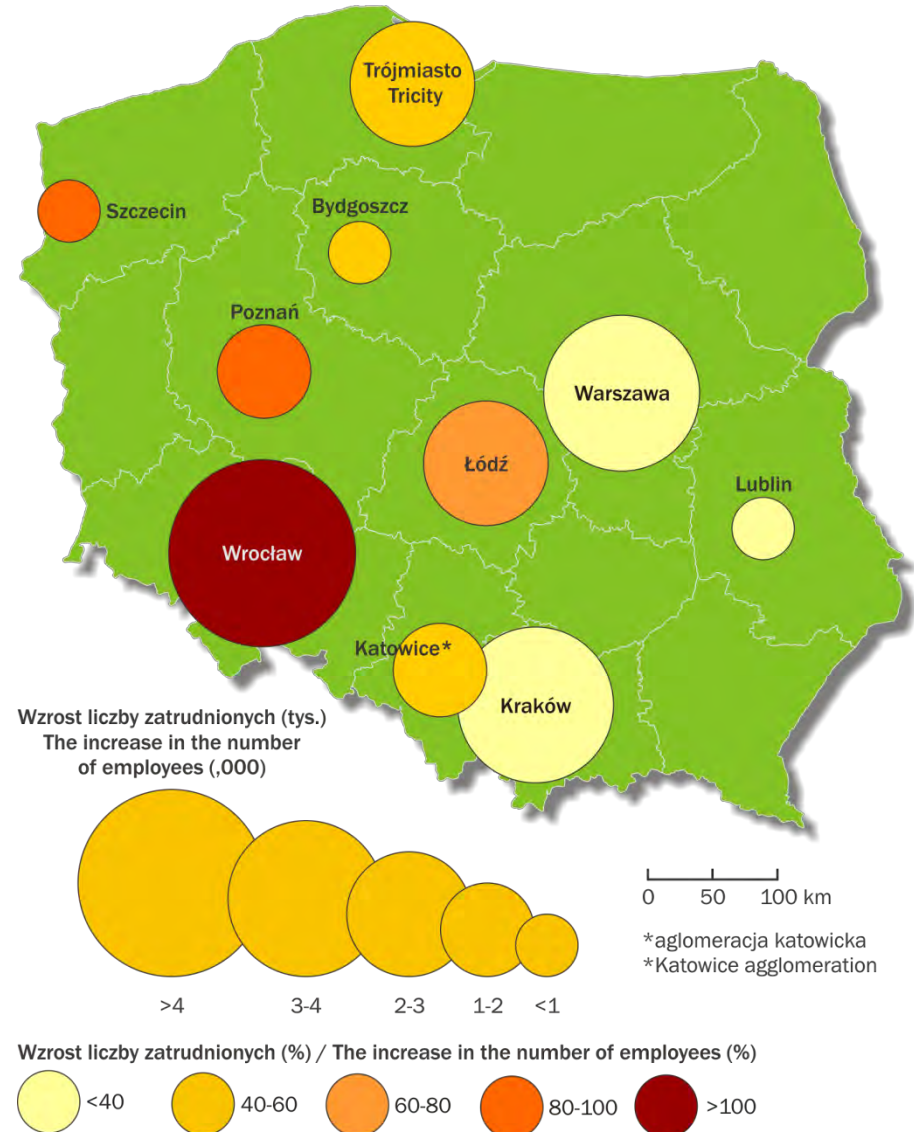 Trójmiasto
Tricity
Szczecin
Bydgoszcz
Poznań
Warszawa
Łódź
Lublin
Wrocław
Katowice*
Kraków
Wzrost liczby zatrudnionych (tys.)
The increase in the number
of employees (,000)
>4
3-4
2-3
1-2
<1
0 50 100 km
*aglomeracja katowicka
*Katowice agglomeration
Wzrost liczby zatrudnionych (%) / The increase in the number of employees (%)
<40
40-60
60-80
80-100
>100